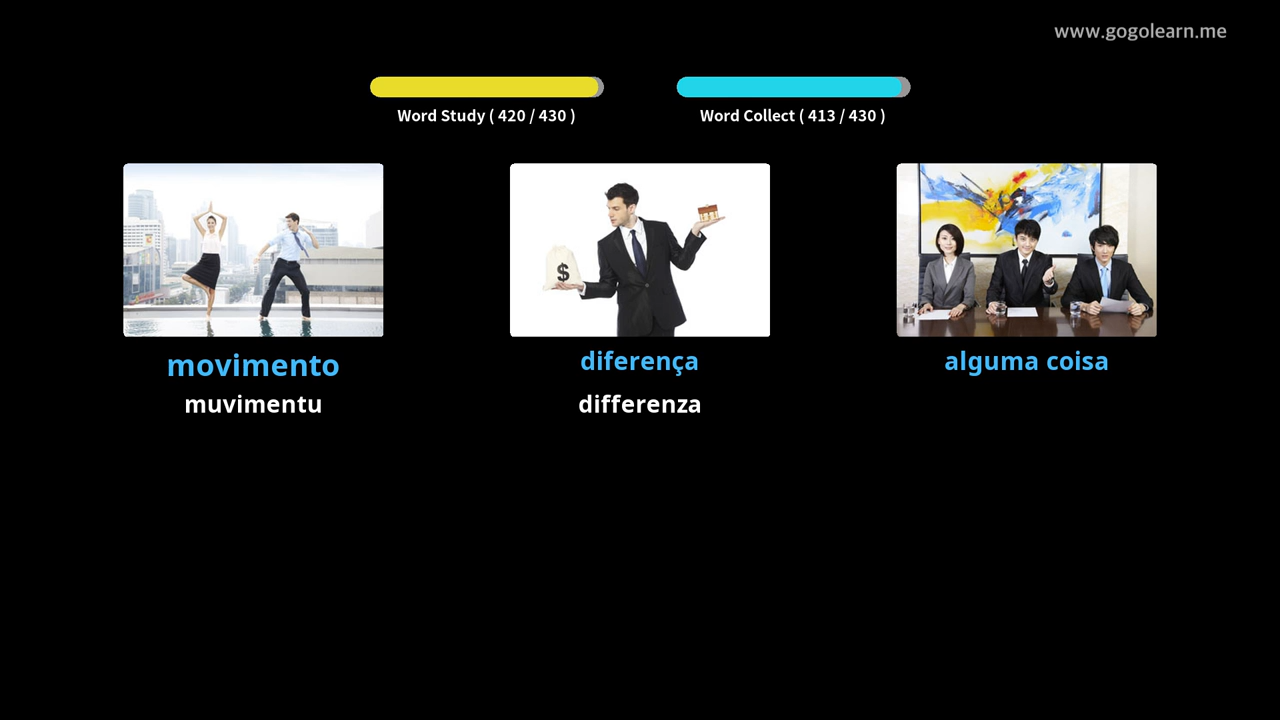 www.gogolearn.me
Word Study ( 420 / 430 )
Word Collect ( 413 / 430 )
movimento
muvimentu
diferença
differenza
alguma coisa
$